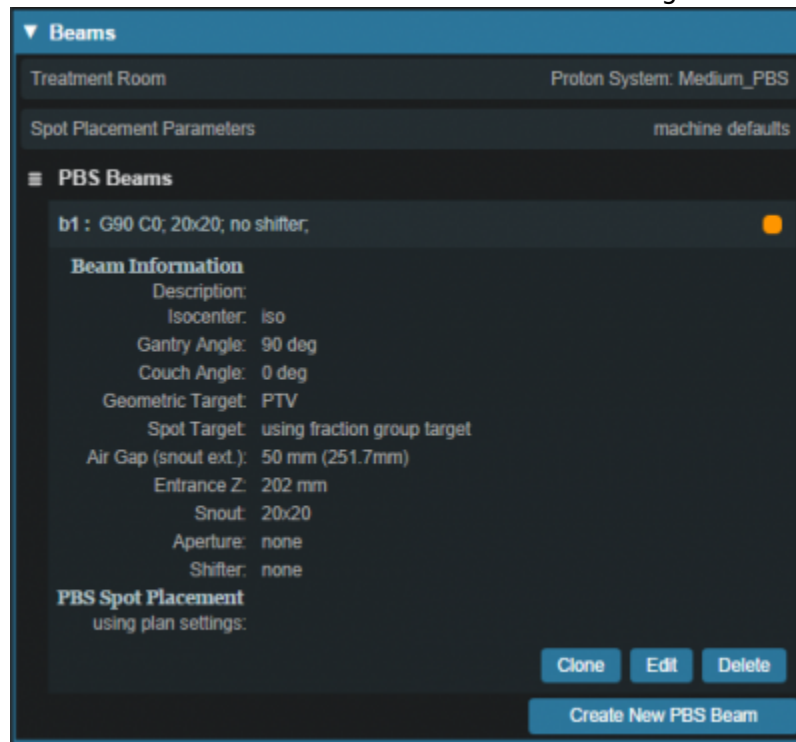 Beams
Treatment Room Proton System: Medium_PBS
Spot Placement Parameters machine defaults
PBS Beams
b1 : G90 C0; 20x20; no shifter;
Beam Information
Description:
Isocenter: iso
Gantry Angle: 90 deg
Couch Angle: 0 deg
Geometric Target: PTV
Spot Target: using fraction group target
Air Gap (snout ext.): 50 mm (251.7mm)
Entrance Z: 202 mm
Snout: 20x20
Aperture: none
Shifter: none
PBS Spot Placement
using plan settings:
Clone Edit Delete
Create New PBS Beam